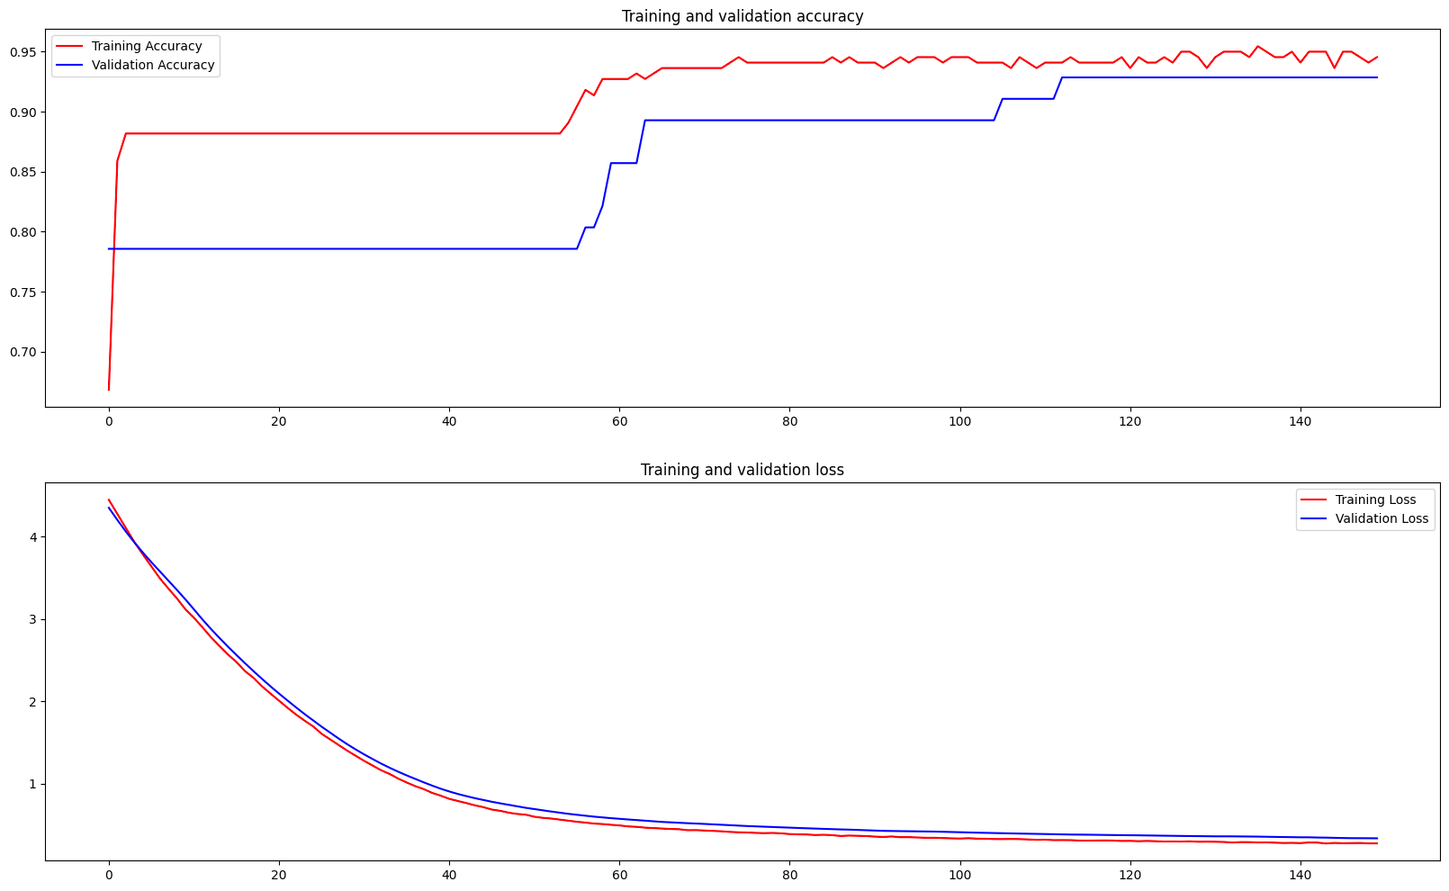 Training and validation accuracy
Training Accuracy
Validation Accuracy
0.95
0.90
0.85
0.80
0.75
0.70
0 20 40 60 80 100 120 140
Training and validation loss
Training Loss
Validation Loss
4
3
2
1
0 20 40 60 80 100 120 140